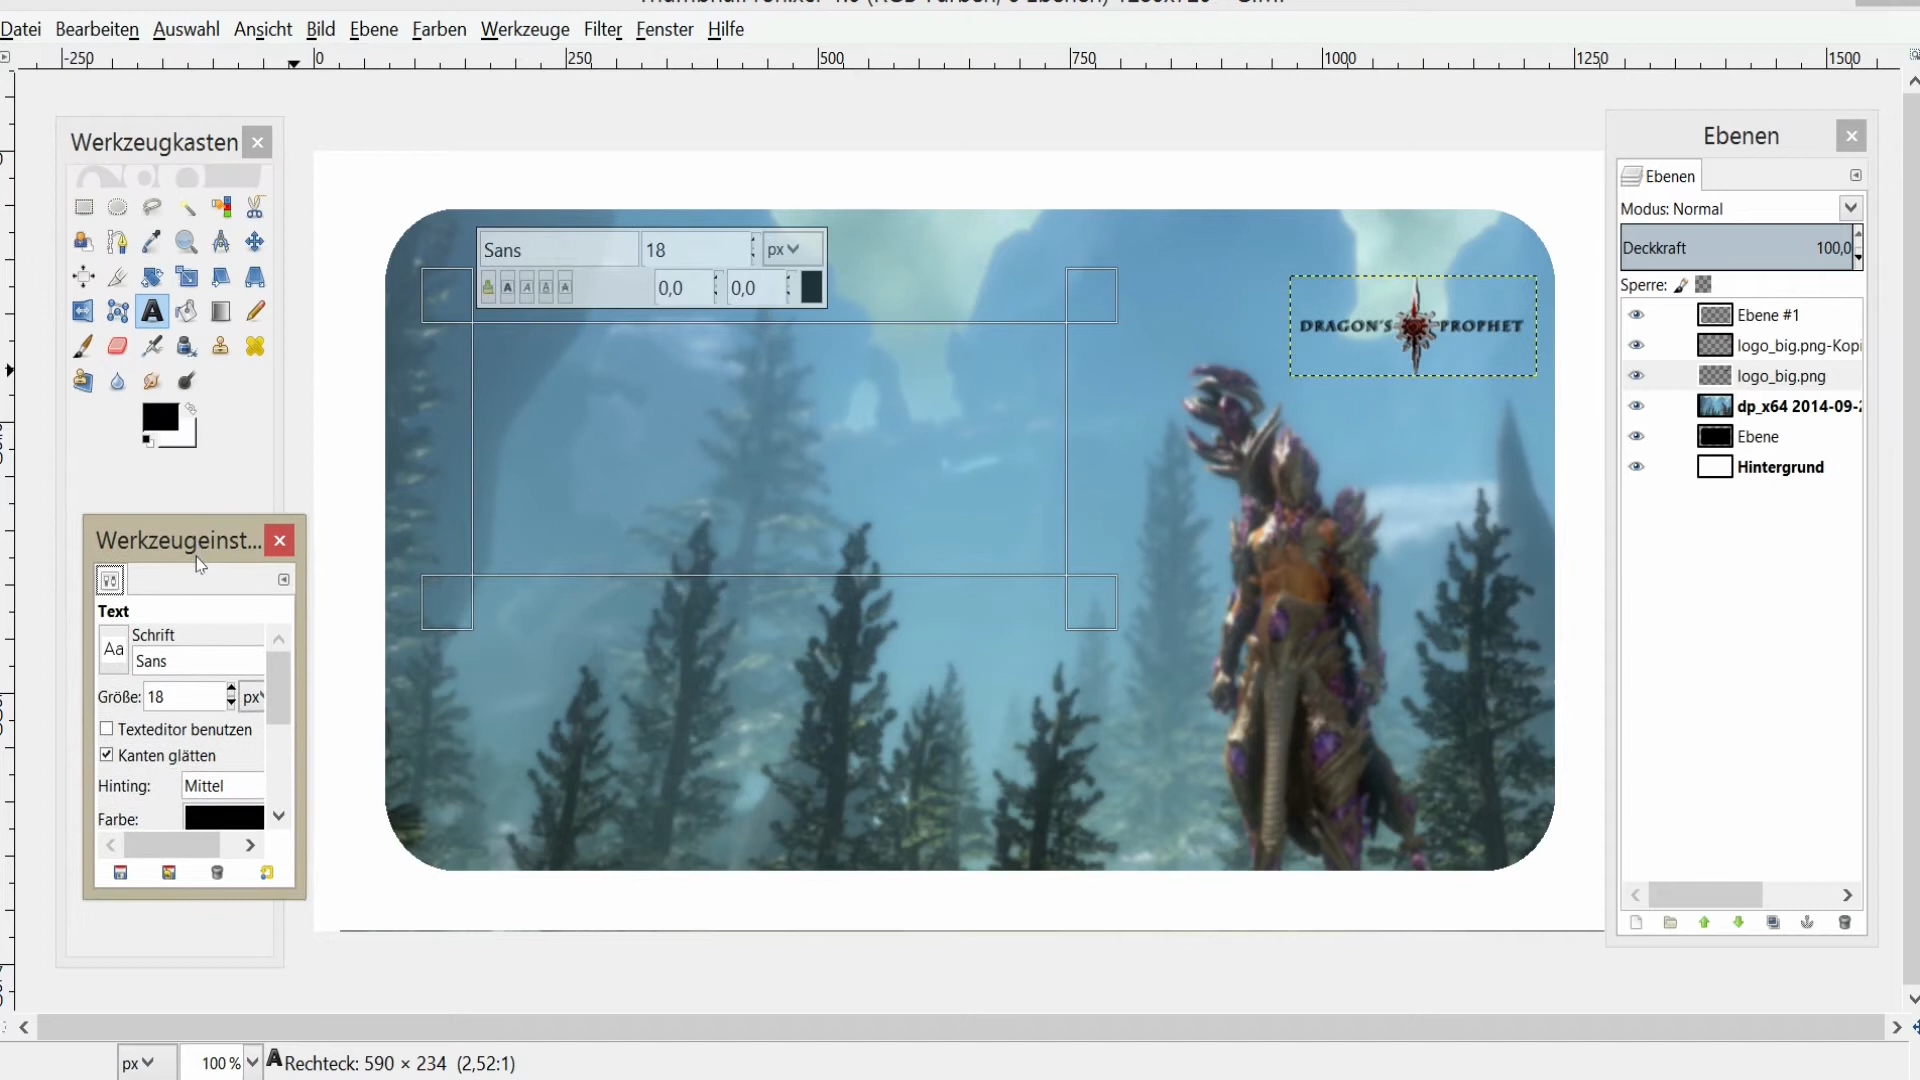 Datei Bearbeiten Auswahl Ansicht Bild Ebene Farben Werkzeuge Filter Fenster Hilfe
-250 0 250 500 750 1000 1250 1500
Werkzeugkasten
Sans 18 px
0,0 0,0
DRAGON'S PROPHET
Werkzeugeinst...
Text
Schrift
Aa
Sans
Größe: 18 px
Texteditor benutzen
Kanten glätten
Hinting: Mittel
Farbe:
Ebenen
Ebenen
Modus: Normal
Deckkraft 100,0
Sperre:
Ebene #1
logo_big.png-Kopi
logo_big.png
dp_x64 2014-09-2
Ebene
Hintergrund
px 100 % Rechteck: 590 × 234 (2,52:1)